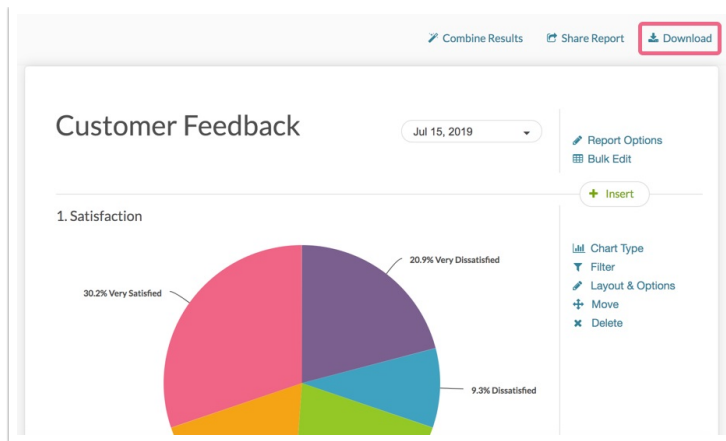 Combine Results Share Report Download
Customer Feedback
Jul 15, 2019
Report Options
Bulk Edit
Insert
1. Satisfaction
20.9% Very Dissatisfied
30.2% Very Satisfied
9.3% Dissatisfied
Chart Type
Filter
Layout & Options
Move
Delete